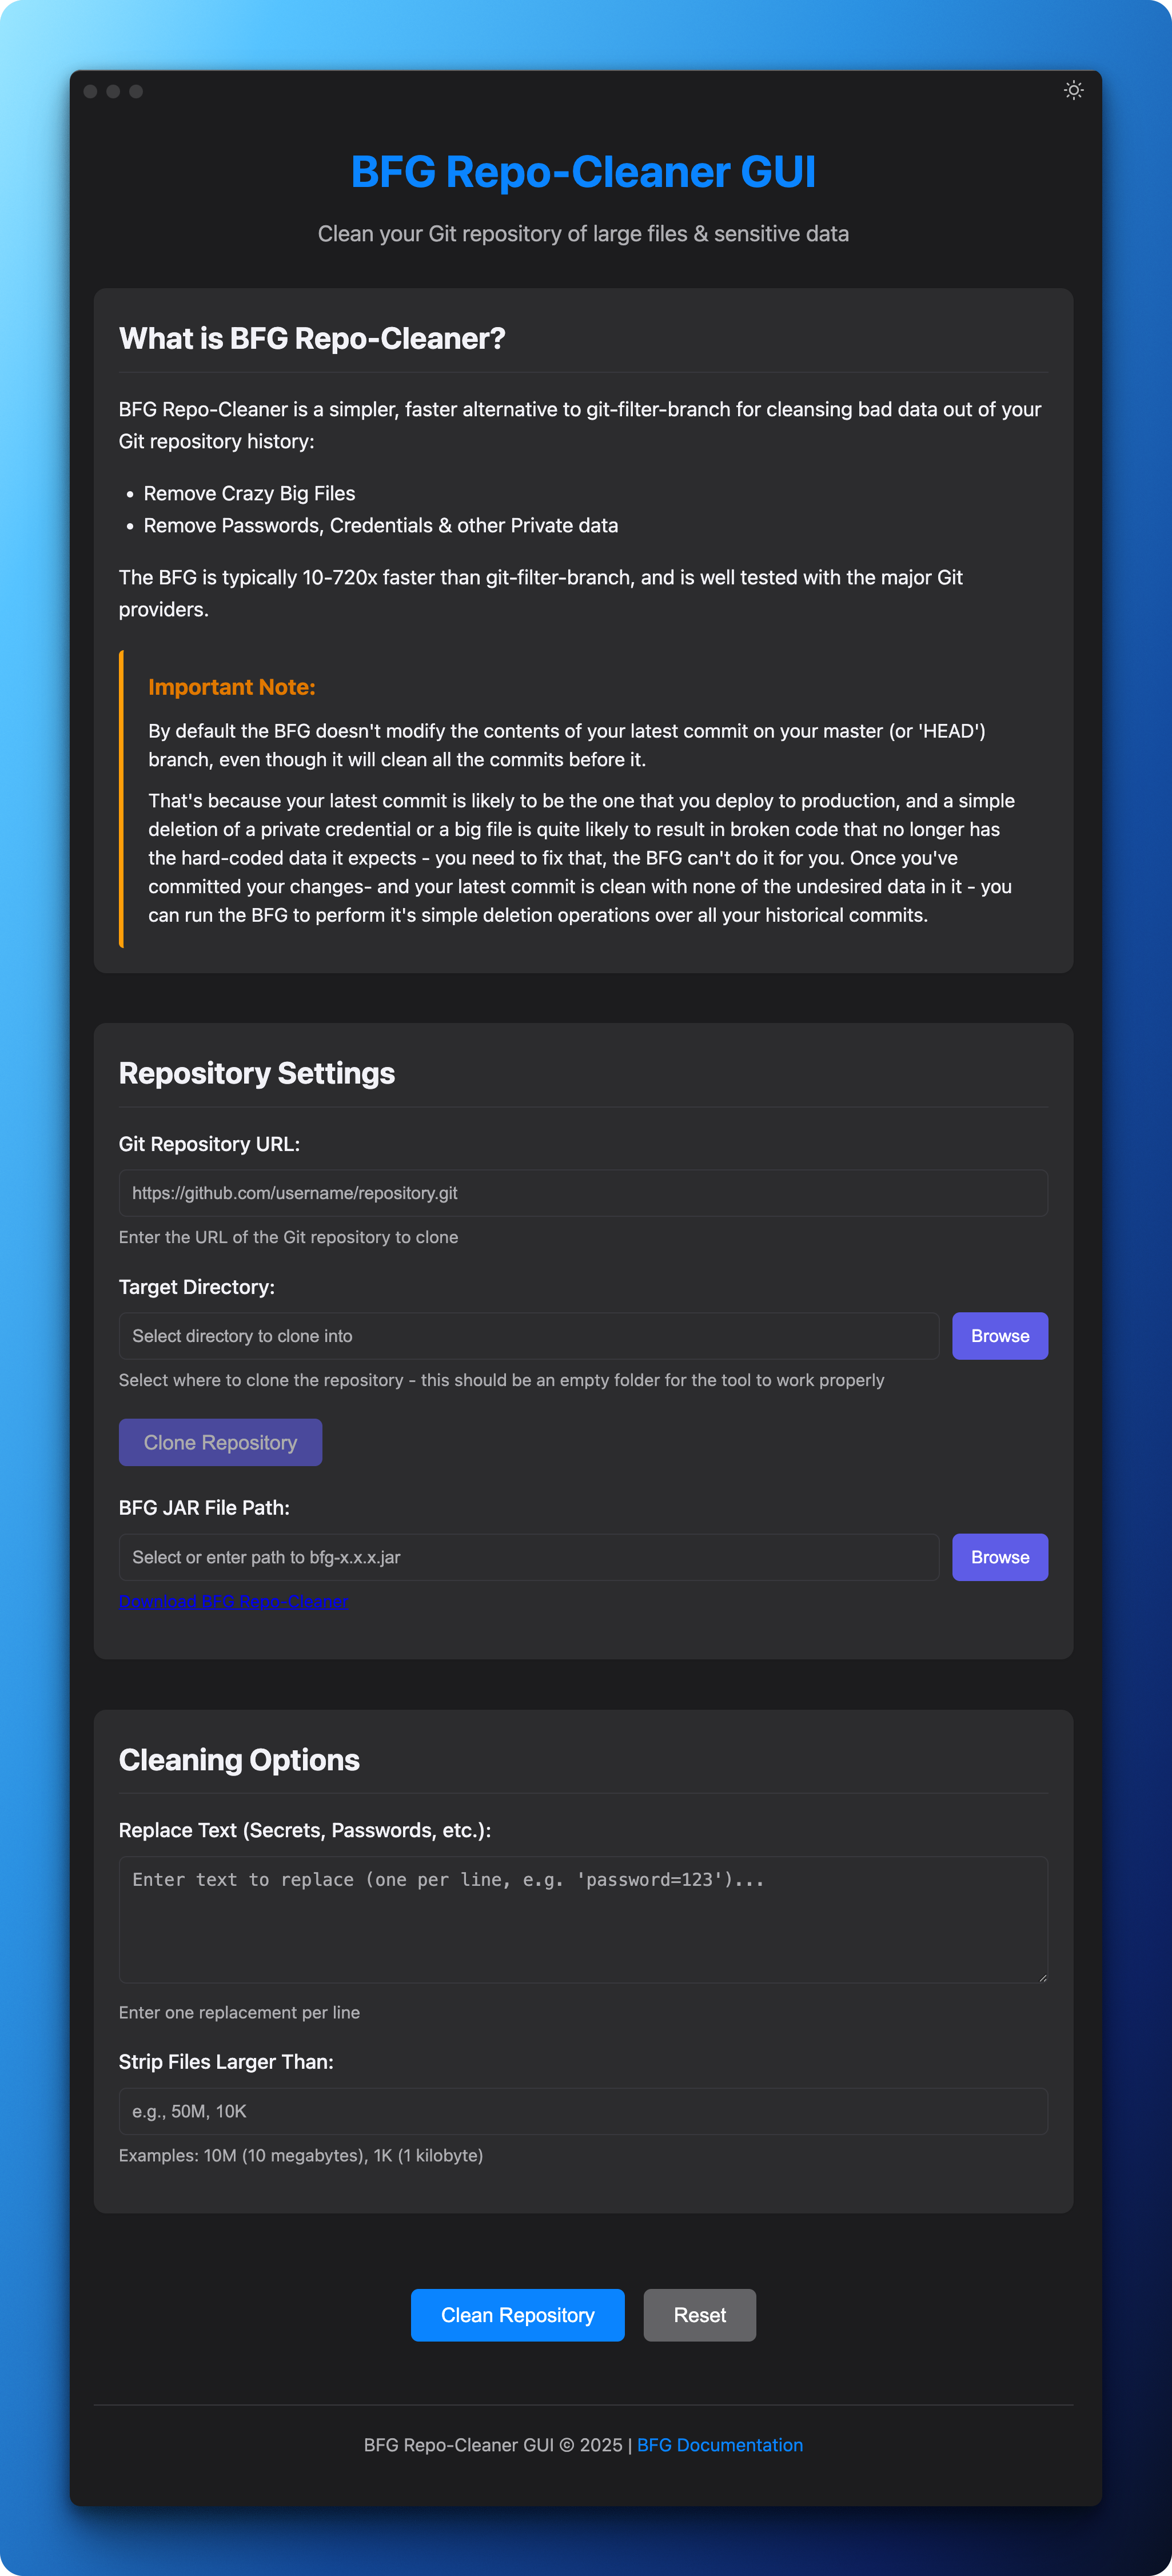 BFG Repo-Cleaner GUI
Clean your Git repository of large files & sensitive data
What is BFG Repo-Cleaner?
BFG Repo-Cleaner is a simpler, faster alternative to git-filter-branch for cleansing bad data out of your
Git repository history:
• Remove Crazy Big Files
• Remove Passwords, Credentials & other Private data
The BFG is typically 10-720x faster than git-filter-branch, and is well tested with the major Git
providers.
Important Note:
By default the BFG doesn't modify the contents of your latest commit on your master (or 'HEAD')
branch, even though it will clean all the commits before it.
That's because your latest commit is likely to be the one that you deploy to production, and a simple
deletion of a private credential or a big file is quite likely to result in broken code that no longer has
the hard-coded data it expects - you need to fix that, the BFG can't do it for you. Once you've
committed your changes- and your latest commit is clean with none of the undesired data in it - you
can run the BFG to perform it's simple deletion operations over all your historical commits.
Repository Settings
Git Repository URL:
https://github.com/username/repository.git
Enter the URL of the Git repository to clone
Target Directory:
Select directory to clone into
Browse
Select where to clone the repository - this should be an empty folder for the tool to work properly
Clone Repository
BFG JAR File Path:
Select or enter path to bfg-x.x.x.jar
Browse
Download BFG Repo-Cleaner
Cleaning Options
Replace Text (Secrets, Passwords, etc.):
Enter text to replace (one per line, e.g. 'password=123')...
Enter one replacement per line
Strip Files Larger Than:
e.g., 50M, 10K
Examples: 10M (10 megabytes), 1K (1 kilobyte)
Clean Repository
Reset
BFG Repo-Cleaner GUI © 2025 | BFG Documentation